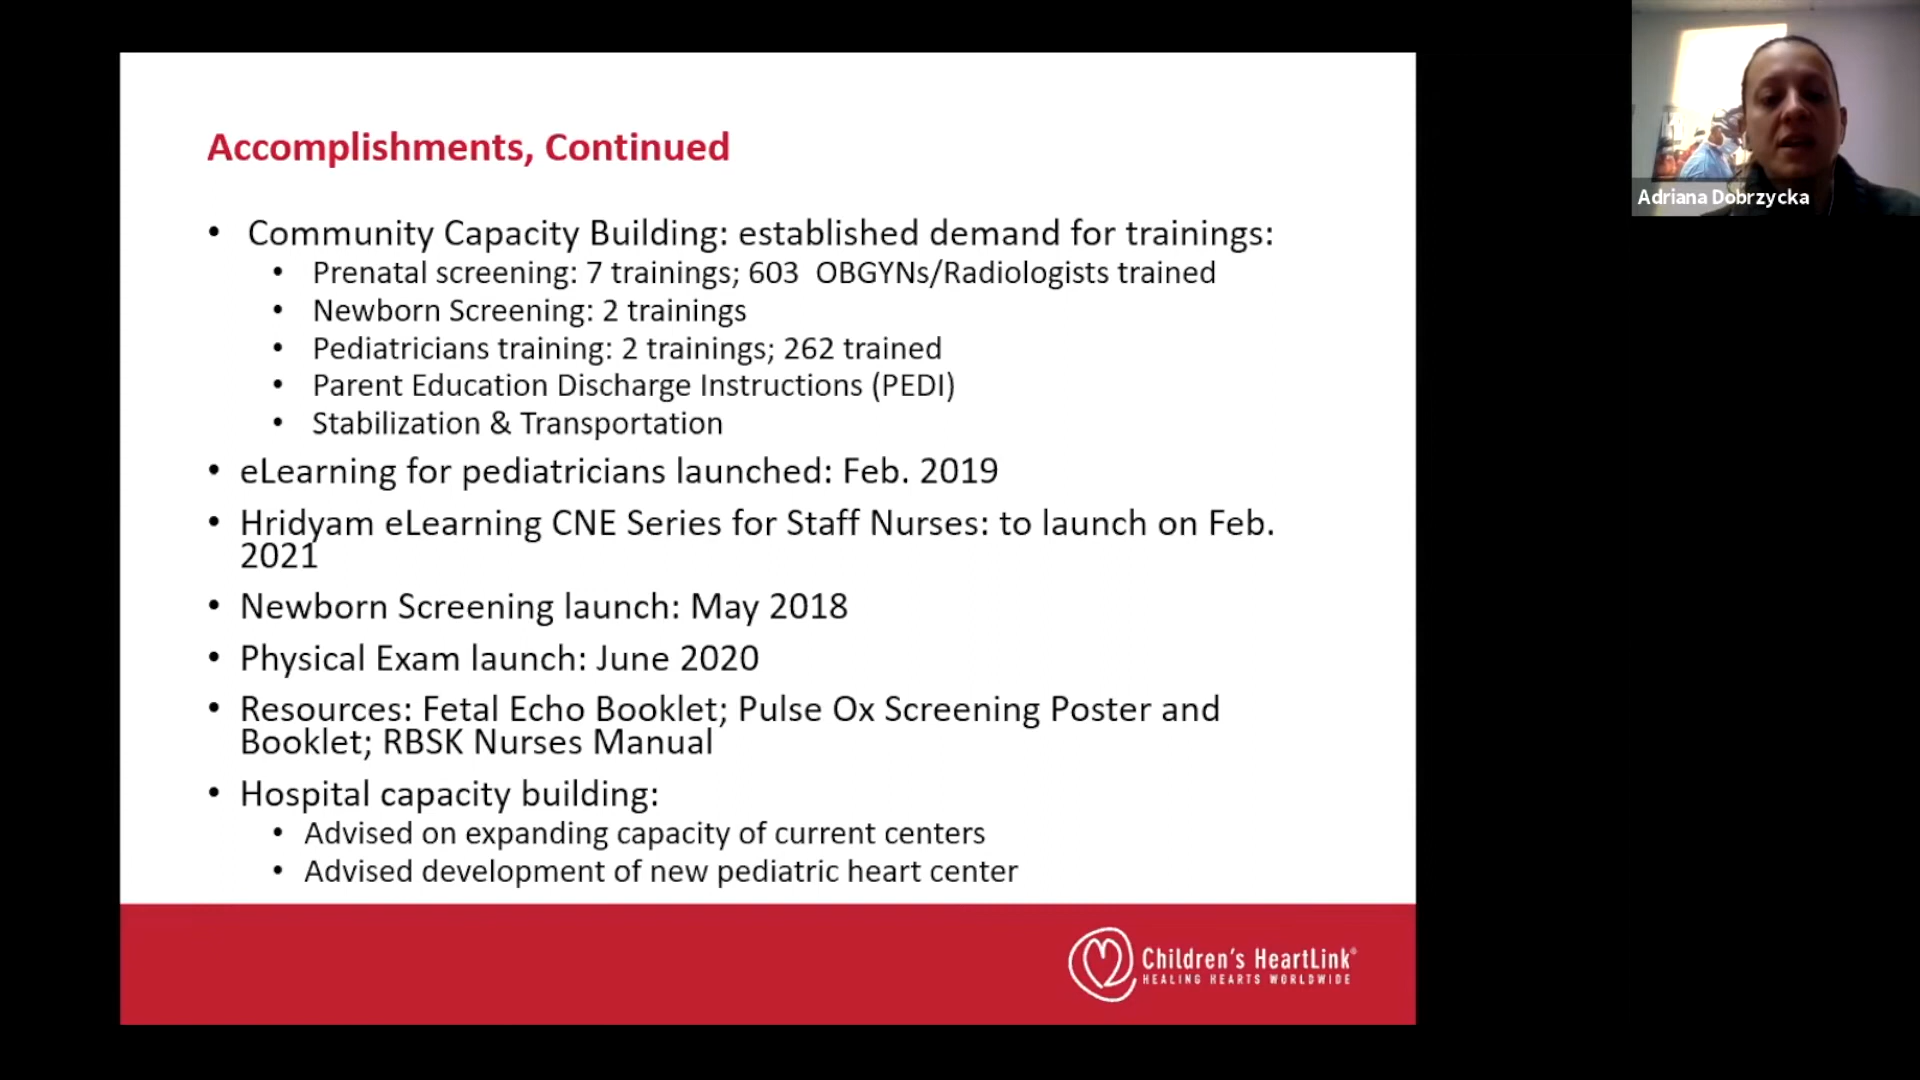 Accomplishments, Continued
• Community Capacity Building: established demand for trainings:
• Prenatal screening: 7 trainings; 603 OBGYNs/Radiologists trained
• Newborn Screening: 2 trainings
• Pediatricians training: 2 trainings; 262 trained
• Parent Education Discharge Instructions (PEDI)
• Stabilization & Transportation
• eLearning for pediatricians launched: Feb. 2019
• Hridyam eLearning CNE Series for Staff Nurses: to launch on Feb.
2021
• Newborn Screening launch: May 2018
• Physical Exam launch: June 2020
• Resources: Fetal Echo Booklet; Pulse Ox Screening Poster and
Booklet; RBSK Nurses Manual
• Hospital capacity building:
• Advised on expanding capacity of current centers
• Advised development of new pediatric heart center
Children's HeartLink®
HEALING HEARTS WORLDWIDE
Adriana Dobrzycka